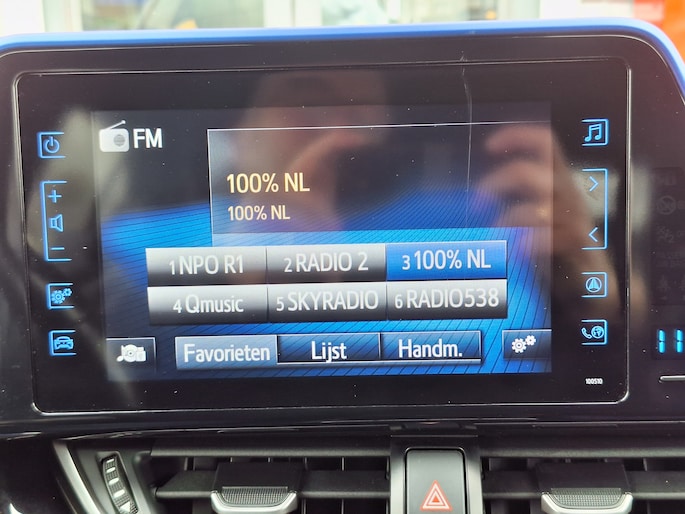 FM
100% NL
100% NL
1 NPO R1
2 RADIO 2
3 100% NL
4 Qmusic
5 SKYRADIO
6 RADIO538
Favorieten
Lijst
Handm.
100510
11